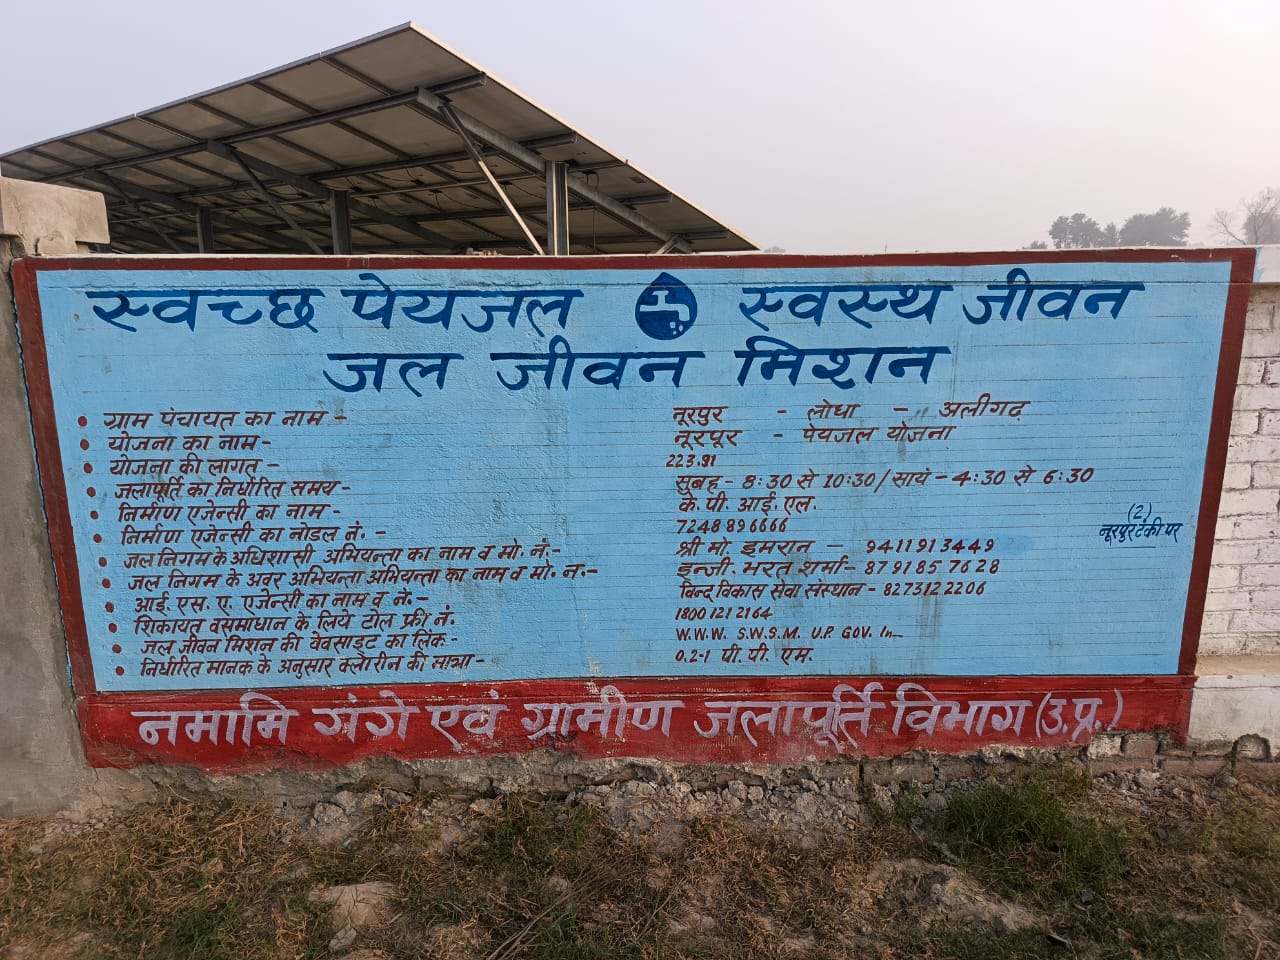 स्वच्छ पेयजल स्वस्थ जीवन
जल जीवन मिशन
ग्राम पंचायत का नाम - नूरपुर - लोधा - अलीगढ़
योजना का नाम - नूरपूर - पेयजल योजना
योजना की लागत - 223.91
जलापूर्ति का निर्धारित समय - सुबह - 8:30 से 10:30 / सायं - 4:30 से 6:30
निर्माण एजेन्सी का नाम - के. पी. आई. एल.
निर्माण एजेन्सी का नोडल नं. - 7248896666
जल निगम के अधिशासी अभियन्ता का नाम व मो. नं. - श्री मो. इमरान - 9411913449
जल निगम के अवर अभियन्ता अभियन्ता का नाम व मो. न. - इन्जी. भरत शर्मा - 8791857628
आई. एस. ए. एजेन्सी का नाम व नं. - विन्द विकास सेवा संस्थान - 8273122206
शिकायत वसमाधान के लिये टोल फ्री नं. 1800 121 2164
जल जीवन मिशन की वेवसाइट का लिंक - W.W.W. S.W.S.M. U.P. GOV. In
निर्धारित मानक के अनुसार क्लोरीन की मात्रा - 0.2-1 पी. पी. एम.
(2)
नूरपुर टंकी पर
नमामि गंगे एवं ग्रामीण जलापूर्ति विभाग (उ.प्र.)